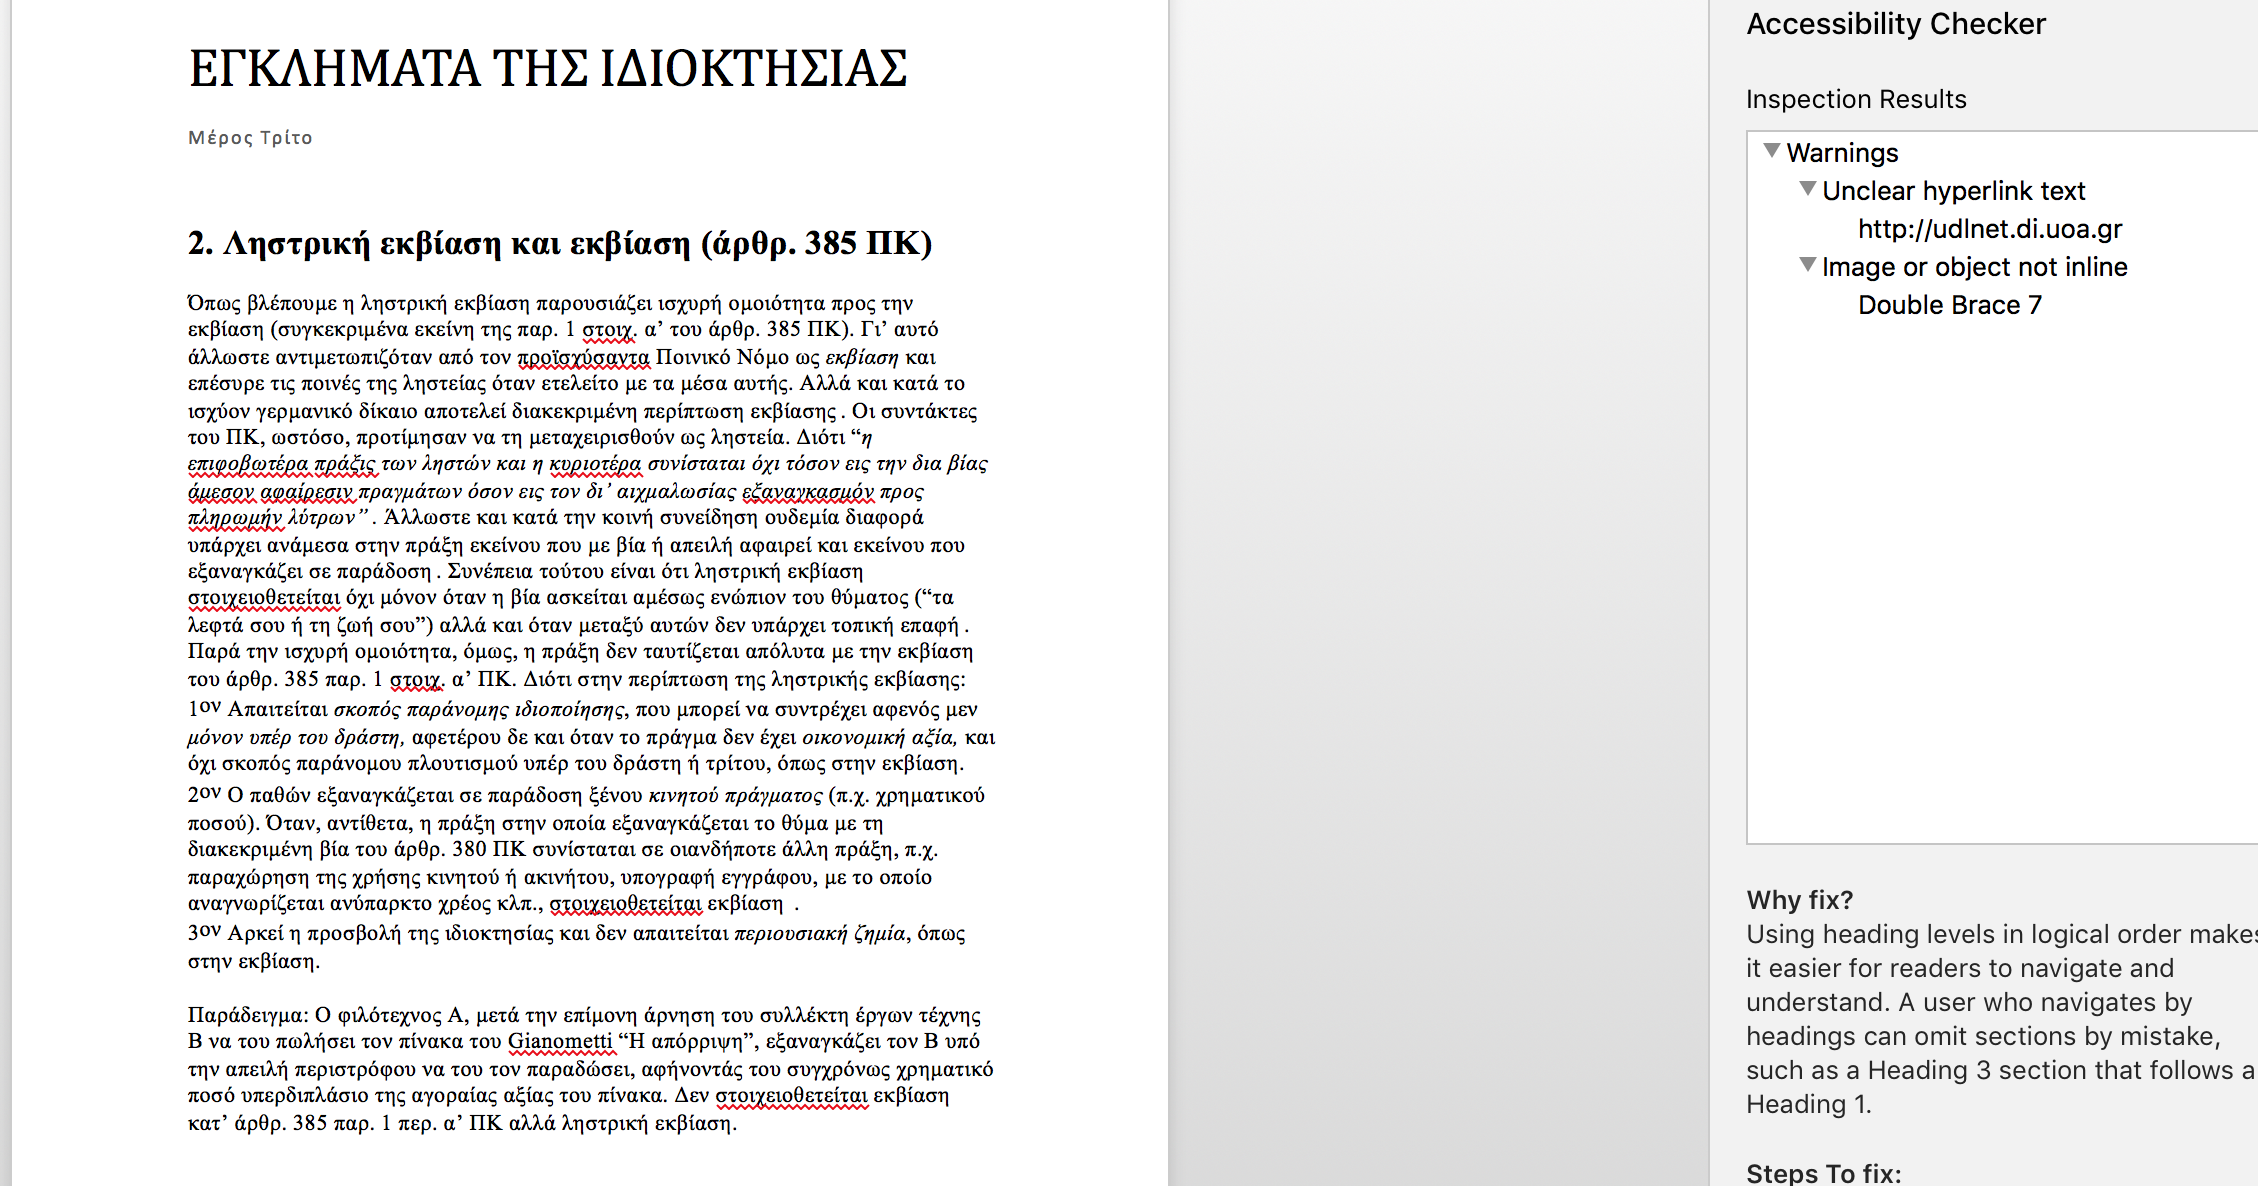 ΕΓΚΛΗΜΑΤΑ ΤΗΣ ΙΔΙΟΚΤΗΣΙΑΣ
Μέρος Τρίτο
2. Ληστρική εκβίαση και εκβίαση (άρθρ. 385 ΠΚ)
Όπως βλέπουμε η ληστρική εκβίαση παρουσιάζει ισχυρή ομοιότητα προς την
εκβίαση (συγκεκριμένα εκείνη της παρ. 1 στοιχ. α’ του άρθρ. 385 ΠΚ). Γι’ αυτό
άλλωστε αντιμετωπιζόταν από τον προϊσχύσαντα Ποινικό Νόμο ως εκβίαση και
επέσυρε τις ποινές της ληστείας όταν ετελείτο με τα μέσα αυτής. Αλλά και κατά το
ισχύον γερμανικό δίκαιο αποτελεί διακεκριμένη περίπτωση εκβίασης . Οι συντάκτες
του ΠΚ, ωστόσο, προτίμησαν να τη μεταχειρισθούν ως ληστεία. Διότι “η
επιφοβωτέρα πράξις των ληστών και η κυριοτέρα συνίσταται όχι τόσον εις την δια βίας
άμεσον αφαίρεσιν πραγμάτων όσον εις τον δι’ αιχμαλωσίας εξαναγκασμόν προς
πληρωμήν λύτρων” . Άλλωστε και κατά την κοινή συνείδηση ουδεμία διαφορά
υπάρχει ανάμεσα στην πράξη εκείνου που με βία ή απειλή αφαιρεί και εκείνου που
εξαναγκάζει σε παράδοση . Συνέπεια τούτου είναι ότι ληστρική εκβίαση
στοιχειοθετείται όχι μόνον όταν η βία ασκείται αμέσως ενώπιον του θύματος (“τα
λεφτά σου ή τη ζωή σου”) αλλά και όταν μεταξύ αυτών δεν υπάρχει τοπική επαφή .
Παρά την ισχυρή ομοιότητα, όμως, η πράξη δεν ταυτίζεται απόλυτα με την εκβίαση
του άρθρ. 385 παρ. 1 στοιχ. α’ ΠΚ. Διότι στην περίπτωση της ληστρικής εκβίασης:
1ον Απαιτείται σκοπός παράνομης ιδιοποίησης, που μπορεί να συντρέχει αφενός μεν
μόνον υπέρ του δράστη, αφετέρου δε και όταν το πράγμα δεν έχει οικονομική αξία, και
όχι σκοπός παράνομου πλουτισμού υπέρ του δράστη ή τρίτου, όπως στην εκβίαση.
2ον Ο παθών εξαναγκάζεται σε παράδοση ξένου κινητού πράγματος (π.χ. χρηματικού
ποσού). Όταν, αντίθετα, η πράξη στην οποία εξαναγκάζεται το θύμα με τη
διακεκριμένη βία του άρθρ. 380 ΠΚ συνίσταται σε οιανδήποτε άλλη πράξη, π.χ.
παραχώρηση της χρήσης κινητού ή ακινήτου, υπογραφή εγγράφου, με το οποίο
αναγνωρίζεται ανύπαρκτο χρέος κλπ., στοιχειοθετείται εκβίαση .
3ον Αρκεί η προσβολή της ιδιοκτησίας και δεν απαιτείται περιουσιακή ζημία, όπως
στην εκβίαση.
Παράδειγμα: Ο φιλότεχνος Α, μετά την επίμονη άρνηση του συλλέκτη έργων τέχνης
Β να του πωλήσει τον πίνακα του Gianometti “Η απόρριψη”, εξαναγκάζει τον Β υπό
την απειλή περιστρόφου να του τον παραδώσει, αφήνοντάς του συγχρόνως χρηματικό
ποσό υπερδιπλάσιο της αγοραίας αξίας του πίνακα. Δεν στοιχειοθετείται εκβίαση
κατ’ άρθρ. 385 παρ. 1 περ. α’ ΠΚ αλλά ληστρική εκβίαση.
Accessibility Checker
Inspection Results
Warnings
Unclear hyperlink text
http://udlnet.di.uoa.gr
Image or object not inline
Double Brace 7
Why fix?
Using heading levels in logical order makes
it easier for readers to navigate and
understand. A user who navigates by
headings can omit sections by mistake,
such as a Heading 3 section that follows a
Heading 1.
Steps To fix: